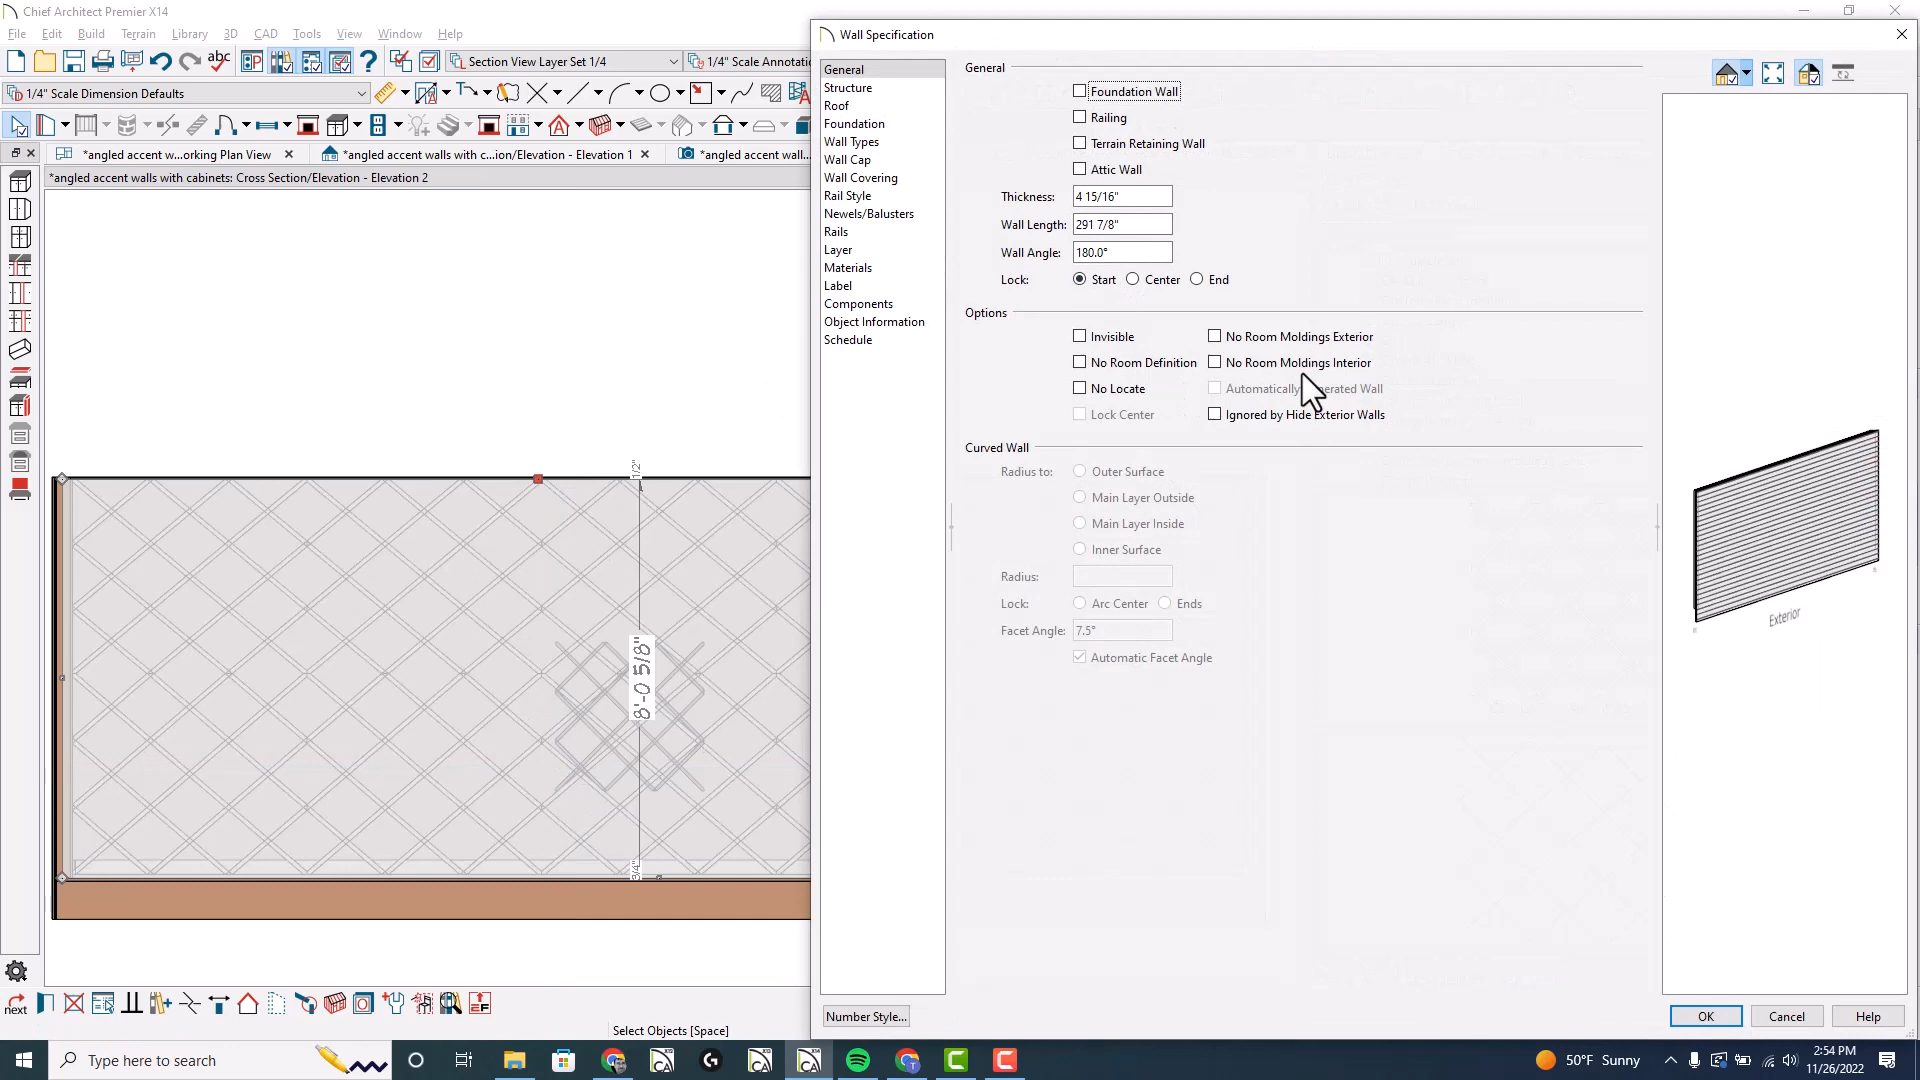 Chief Architect Premier X14
File Edit Build Terrain Library 3D CAD Tools View Window Help
Section View Layer Set 1/4
1/4" Scale Annotatio
1/4" Scale Dimension Defaults
*angled accent w...orking Plan View
*angled accent walls with c...ion/Elevation - Elevation 1
*angled accent wall...
*angled accent walls with cabinets: Cross Section/Elevation - Elevation 2
1/2"
8'-0 5/8"
3/4"
next
Select Objects [Space]
Wall Specification
General
Structure
Roof
Foundation
Wall Types
Wall Cap
Wall Covering
Rail Style
Newels/Balusters
Rails
Layer
Materials
Label
Components
Object Information
Schedule
Number Style...
General
Foundation Wall
Railing
Terrain Retaining Wall
Attic Wall
Thickness: 4 15/16"
Wall Length: 291 7/8"
Wall Angle: 180.0°
Lock: Start Center End
Options
Invisible No Room Moldings Exterior
No Room Definition No Room Moldings Interior
No Locate Automatically Generated Wall
Lock Center Ignored by Hide Exterior Walls
Curved Wall
Radius to: Outer Surface
Main Layer Outside
Main Layer Inside
Inner Surface
Radius:
Lock: Arc Center Ends
Facet Angle: 7.5°
Automatic Facet Angle
Exterior
OK Cancel Help
Type here to search
50°F Sunny
2:54 PM
11/26/2022